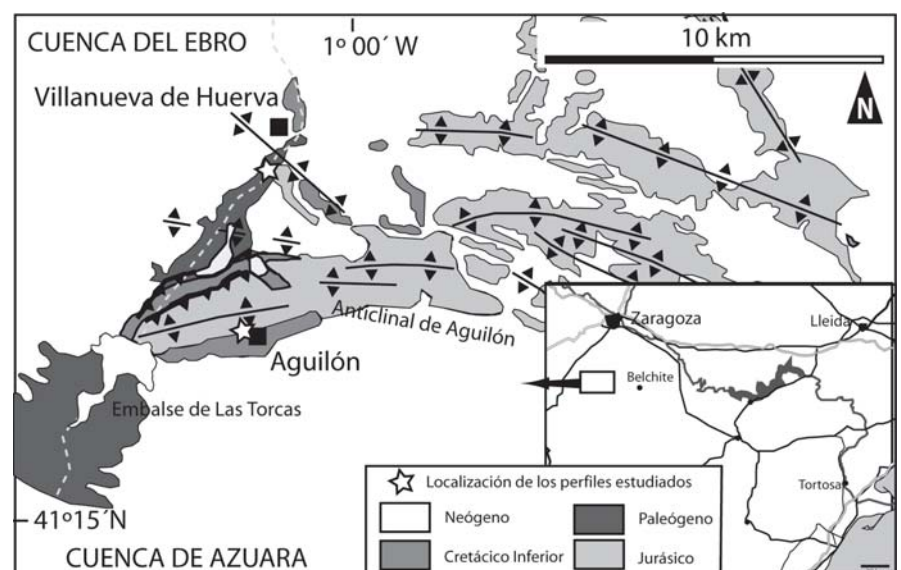 CUENCA DEL EBRO
1º 00´ W
10 km
Villanueva de Huerva
N
Anticlinal de Aguilón
Aguilón
Embalse de Las Torcas
41º15´N
CUENCA DE AZUARA
Zaragoza
Lleida
Belchite
Tortosa
Localización de los perfiles estudiados
Neógeno
Paleógeno
Cretácico Inferior
Jurásico